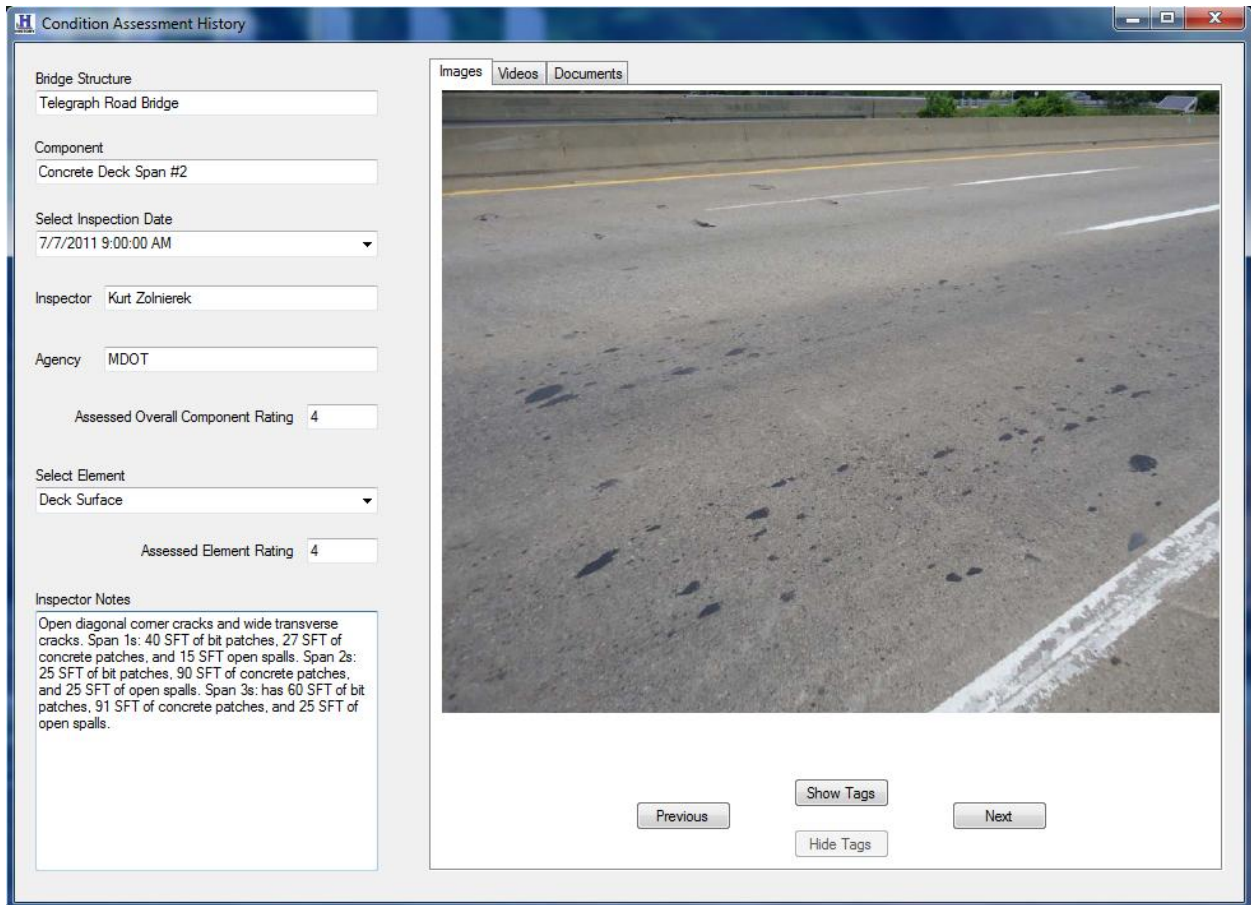 Condition Assessment History
Bridge Structure
Telegraph Road Bridge
Component
Concrete Deck Span #2
Select Inspection Date
7/7/2011 9:00:00 AM
Inspector Kurt Zolnierek
Agency MDOT
Assessed Overall Component Rating 4
Select Element
Deck Surface
Assessed Element Rating 4
Inspector Notes
Open diagonal corner cracks and wide transverse
cracks. Span 1s: 40 SFT of bit patches, 27 SFT of
concrete patches, and 15 SFT open spalls. Span 2s:
25 SFT of bit patches, 90 SFT of concrete patches,
and 25 SFT of open spalls. Span 3s: has 60 SFT of bit
patches, 91 SFT of concrete patches, and 25 SFT of
open spalls.
Images Videos Documents
Show Tags
Previous Next
Hide Tags